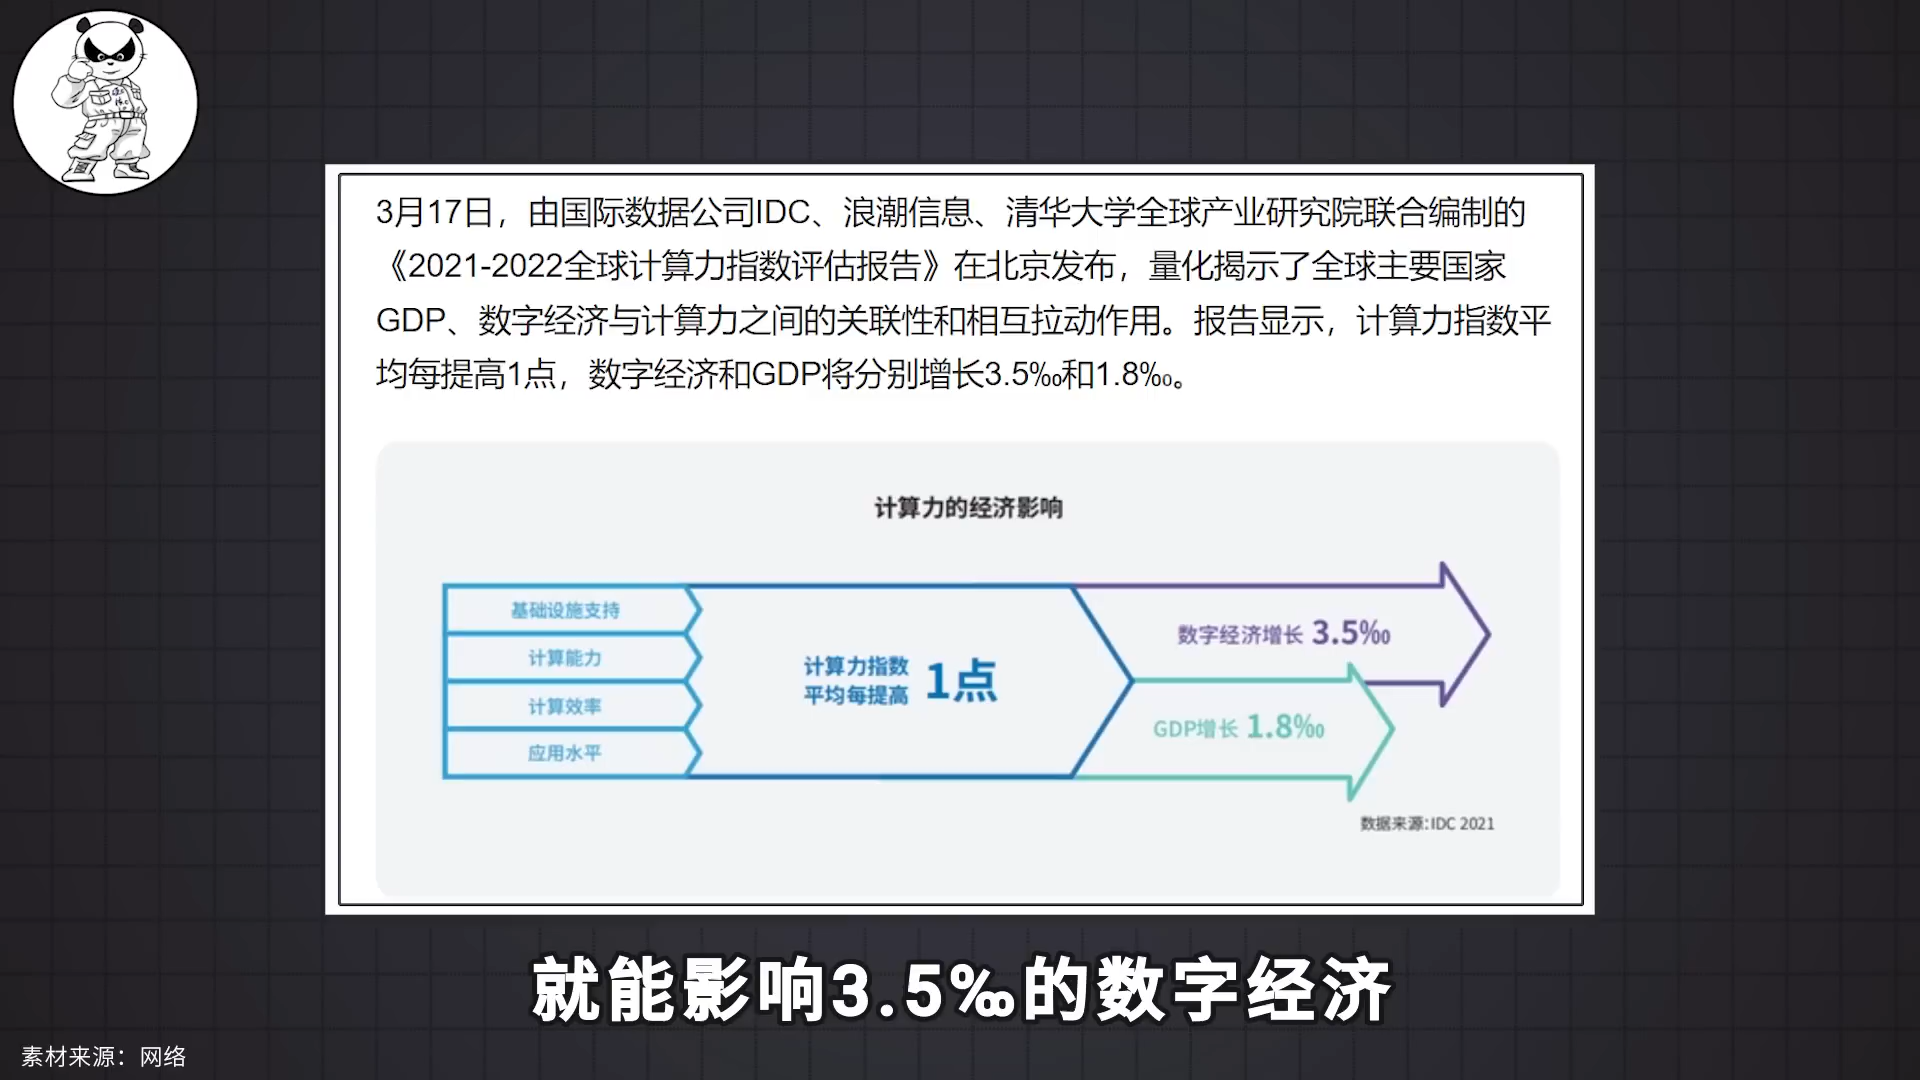 3月17日，由国际数据公司IDC、浪潮信息、清华大学全球产业研究院联合编制的
《2021-2022全球计算力指数评估报告》在北京发布，量化揭示了全球主要国家
GDP、数字经济与计算力之间的关联性和相互拉动作用。报告显示，计算力指数平
均每提高1点，数字经济和GDP将分别增长3.5‰和1.8‰。
计算力的经济影响
基础设施支持
计算能力
计算效率
应用水平
计算力指数
平均每提高 1点
数字经济增长 3.5‰
GDP增长 1.8‰
数据来源:IDC 2021
就能影响3.5‰的数字经济
素材来源：网络